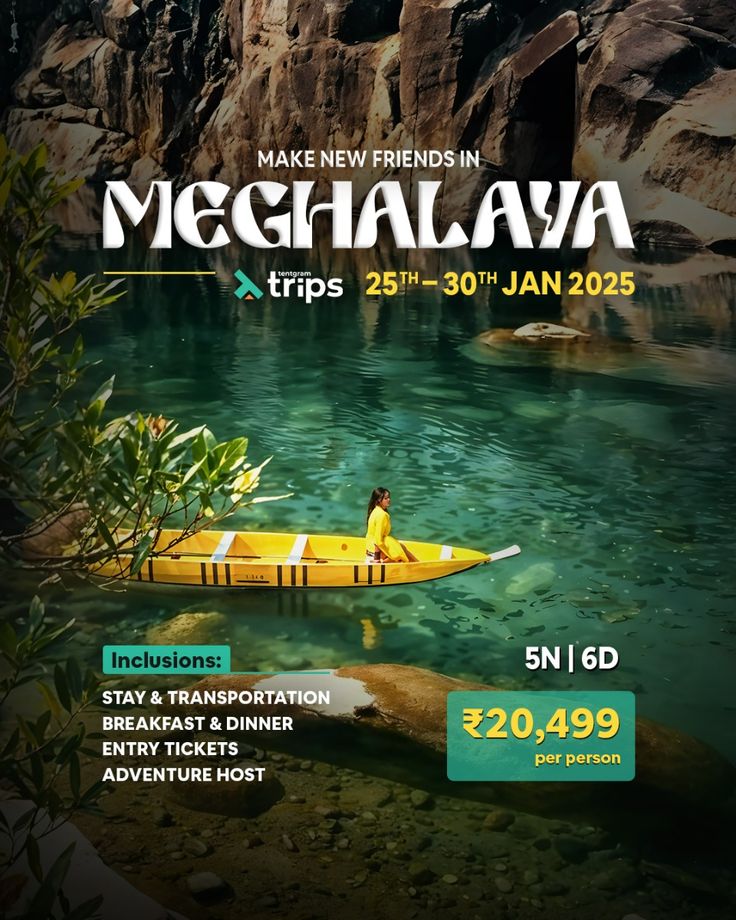 MAKE NEW FRIENDS IN
MEGHALAYA
tentgram
trips
25TH – 30TH JAN 2025
Inclusions:
STAY & TRANSPORTATION
BREAKFAST & DINNER
ENTRY TICKETS
ADVENTURE HOST
5N | 6D
₹20,499
per person